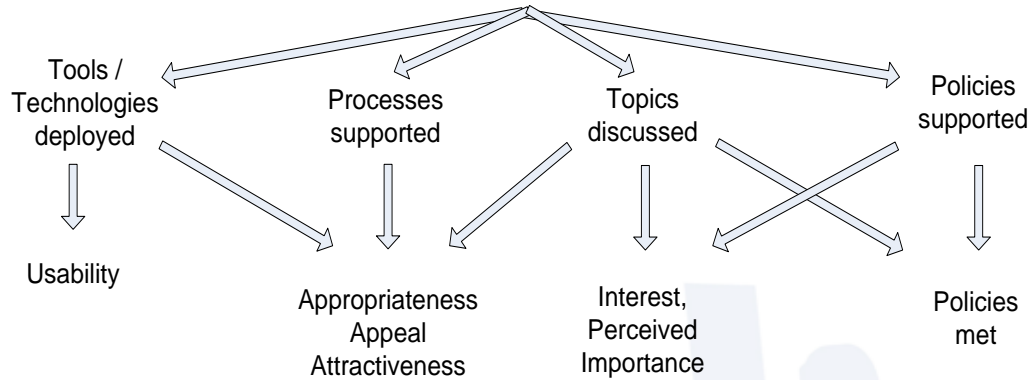 Tools /
Technologies
deployed
Processes
supported
Topics
discussed
Policies
supported
Usability
Appropriateness
Appeal
Attractiveness
Interest,
Perceived
Importance
Policies
met